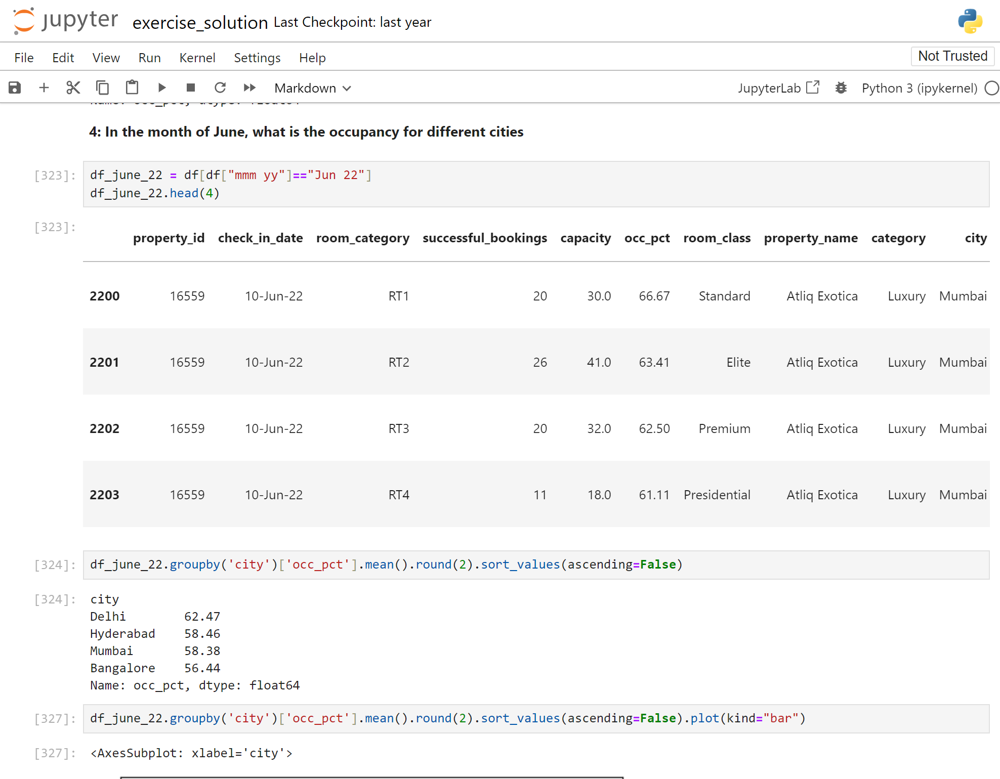 jupyter exercise_solution Last Checkpoint: last year
File Edit View Run Kernel Settings Help Not Trusted
Markdown JupyterLab Python 3 (ipykernel)
Name: occ_pct, dtype: float64
4: In the month of June, what is the occupancy for different cities
[323]: df_june_22 = df[df["mmm yy"]=="Jun 22"]
df_june_22.head(4)
[323]:
property_id check_in_date room_category successful_bookings capacity occ_pct room_class property_name category city
2200 16559 10-Jun-22 RT1 20 30.0 66.67 Standard Atliq Exotica Luxury Mumbai
2201 16559 10-Jun-22 RT2 26 41.0 63.41 Elite Atliq Exotica Luxury Mumbai
2202 16559 10-Jun-22 RT3 20 32.0 62.50 Premium Atliq Exotica Luxury Mumbai
2203 16559 10-Jun-22 RT4 11 18.0 61.11 Presidential Atliq Exotica Luxury Mumbai
[324]: df_june_22.groupby('city')['occ_pct'].mean().round(2).sort_values(ascending=False)
[324]: city
Delhi 62.47
Hyderabad 58.46
Mumbai 58.38
Bangalore 56.44
Name: occ_pct, dtype: float64
[327]: df_june_22.groupby('city')['occ_pct'].mean().round(2).sort_values(ascending=False).plot(kind="bar")
[327]: <AxesSubplot: xlabel='city'>